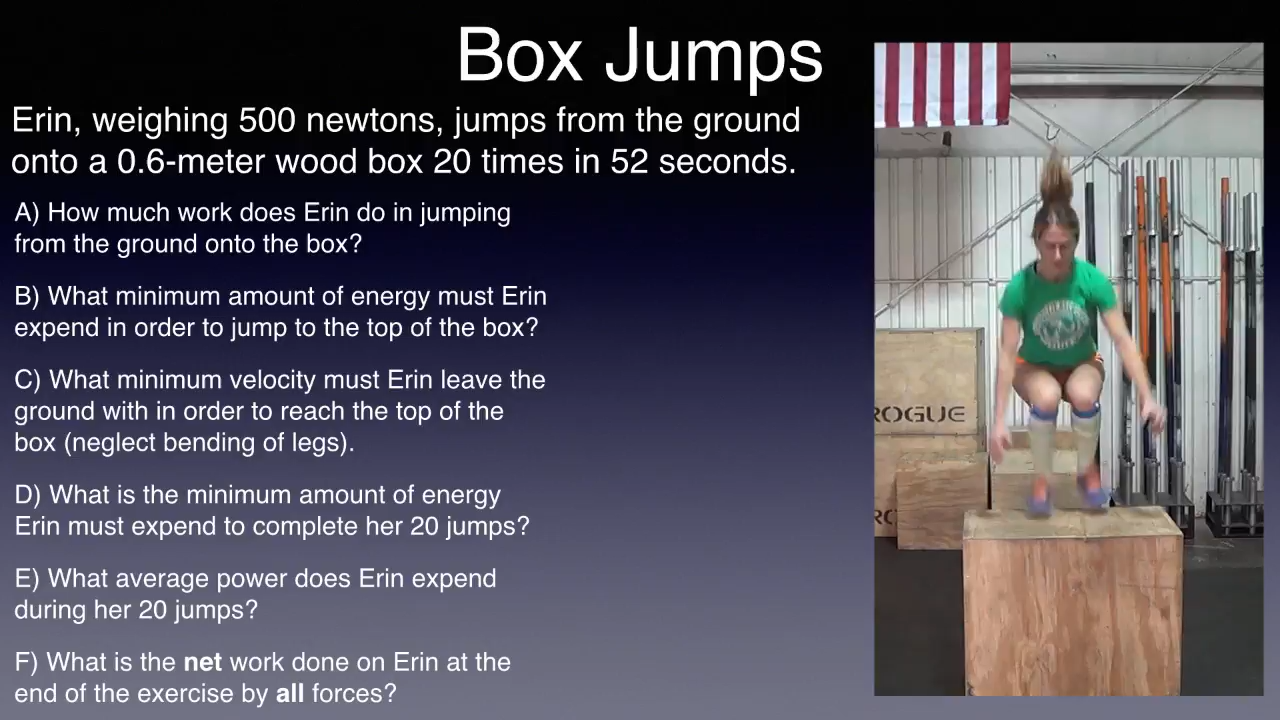 Box Jumps
Erin, weighing 500 newtons, jumps from the ground
onto a 0.6-meter wood box 20 times in 52 seconds.
A) How much work does Erin do in jumping
from the ground onto the box?
B) What minimum amount of energy must Erin
expend in order to jump to the top of the box?
C) What minimum velocity must Erin leave the
ground with in order to reach the top of the
box (neglect bending of legs).
D) What is the minimum amount of energy
Erin must expend to complete her 20 jumps?
E) What average power does Erin expend
during her 20 jumps?
F) What is the net work done on Erin at the
end of the exercise by all forces?
ROGUE